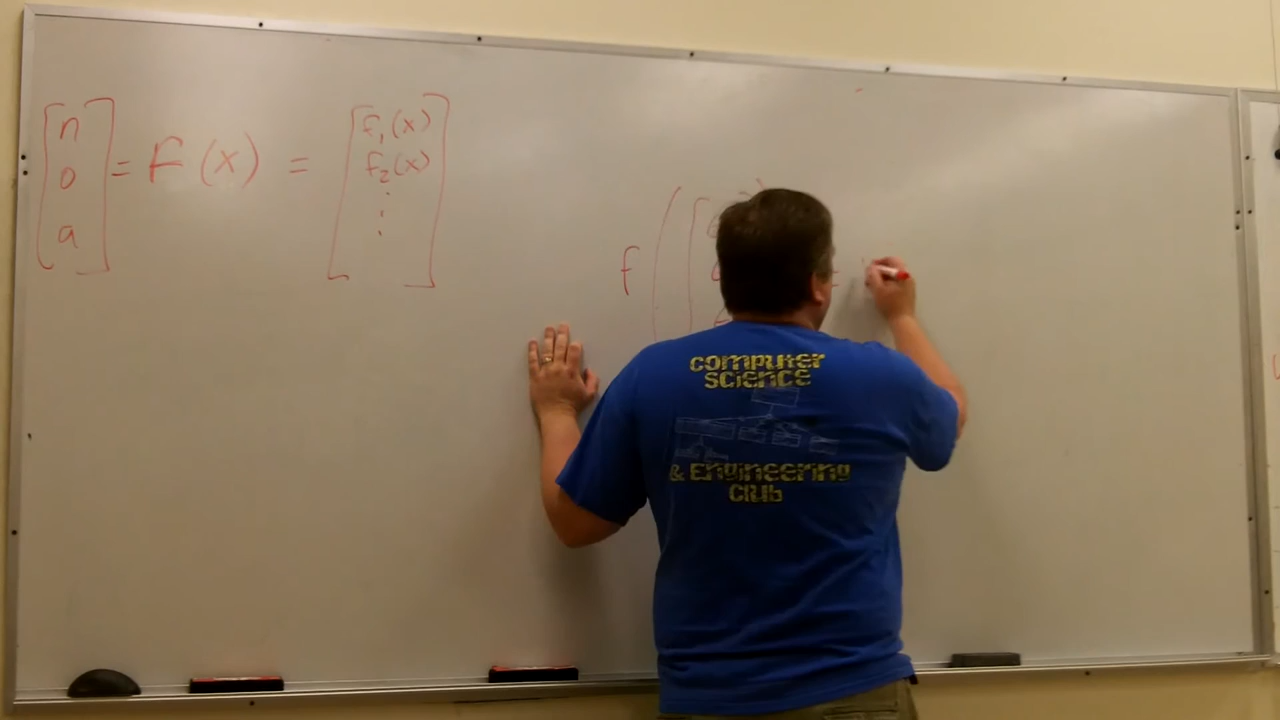 [n o a] = F(x) = [f₁(x) f₂(x) ⋮]
f([
computer
science
& Engineering
Club